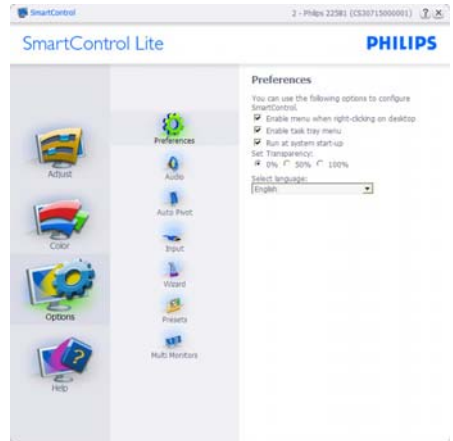 SmartControl
2 - Philips 225B1 (CS30715000001)
? X
SmartControl Lite
PHILIPS
Adjust
Color
Options
Help
Preferences
Audio
Auto Pivot
Input
Wizard
Presets
Multi Monitors
Preferences
You can use the following options to configure
SmartControl.
Enable menu when right-clicking on desktop
Enable task tray menu
Run at system start-up
Set Transparency:
0% 50% 100%
Select language:
English